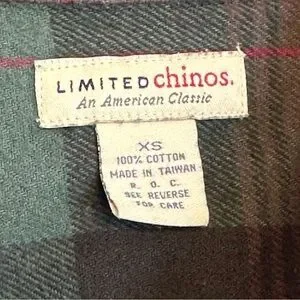 LIMITED chinos.
An American Classic
XS
100% COTTON
MADE IN TAIWAN
R. O. C.
SEE REVERSE
FOR CARE